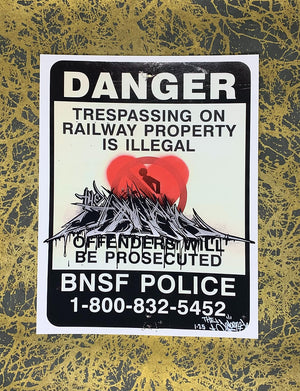 DANGER
TRESPASSING ON
RAILWAY PROPERTY
IS ILLEGAL
OFFENDERS WILL
BE PROSECUTED
BNSF POLICE
1-800-832-5452